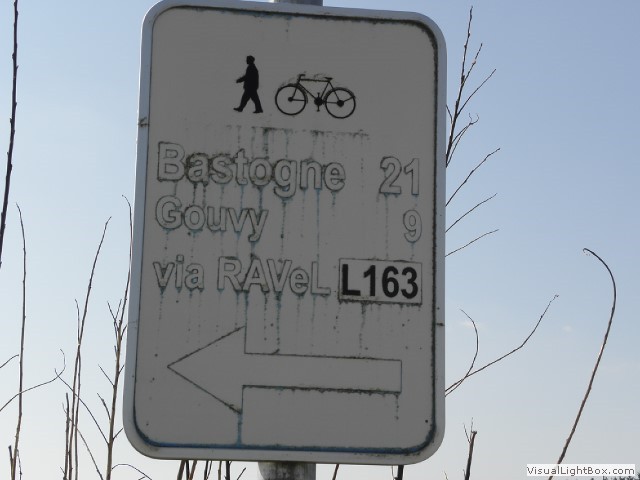 Bastogne 21
Gouvy 9
via RAVeL L163
VisualLightBox.com